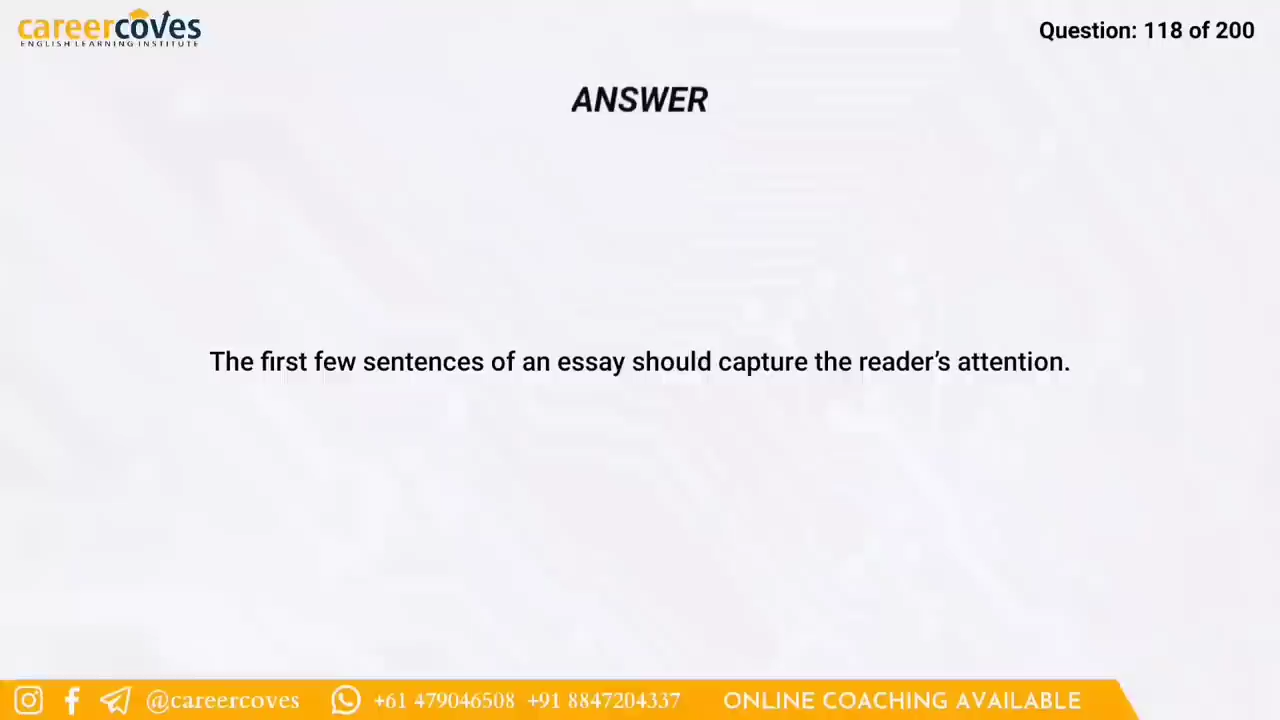 careercoves
ENGLISH LEARNING INSTITUTE
Question: 118 of 200
ANSWER
The first few sentences of an essay should capture the reader’s attention.
@careercoves +61 479046508 +91 8847204337 ONLINE COACHING AVAILABLE